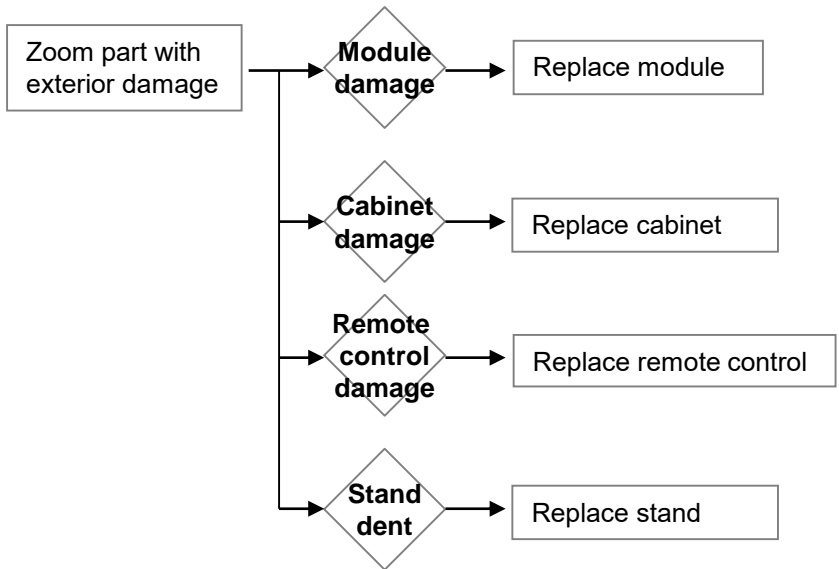 Zoom part with
exterior damage
Module
damage
Replace module
Cabinet
damage
Replace cabinet
Remote
control
damage
Replace remote control
Stand
dent
Replace stand